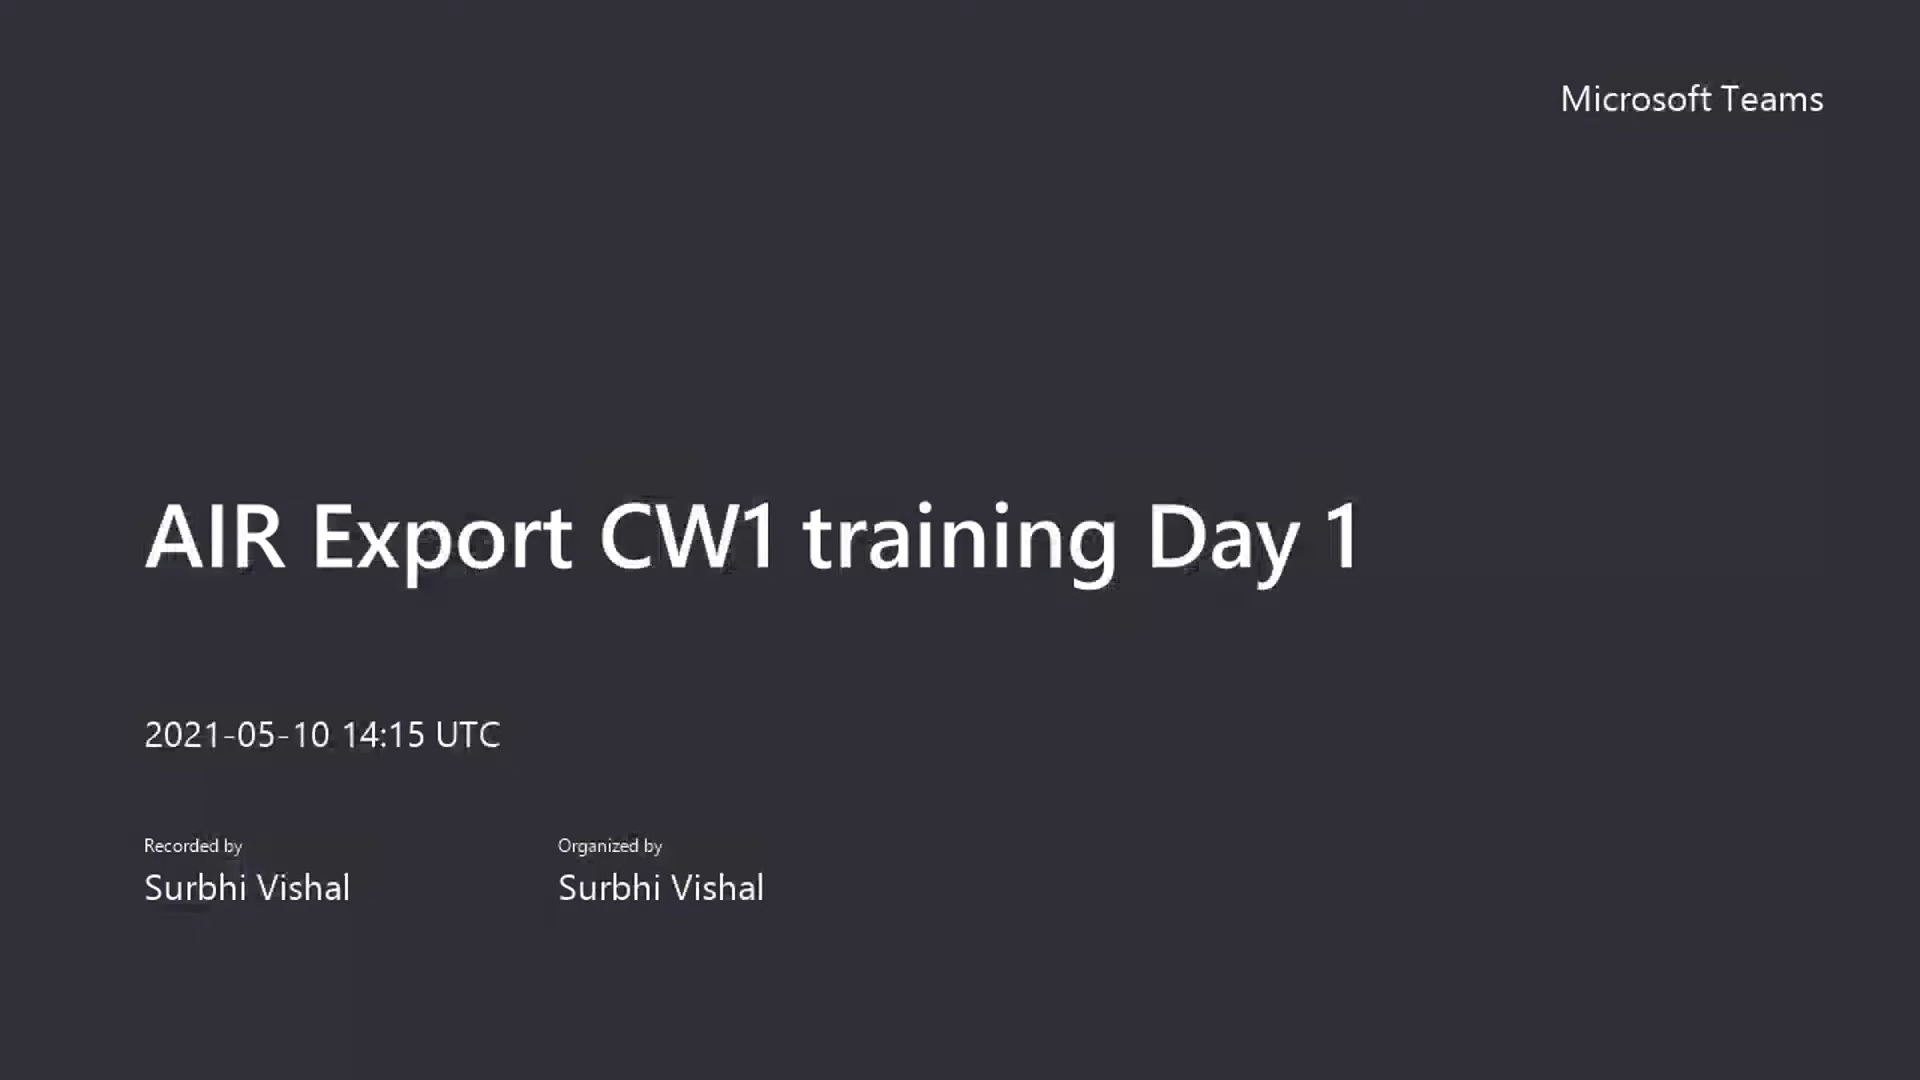 Microsoft Teams
AIR Export CW1 training Day 1
2021-05-10 14:15 UTC
Recorded by
Surbhi Vishal
Organized by
Surbhi Vishal